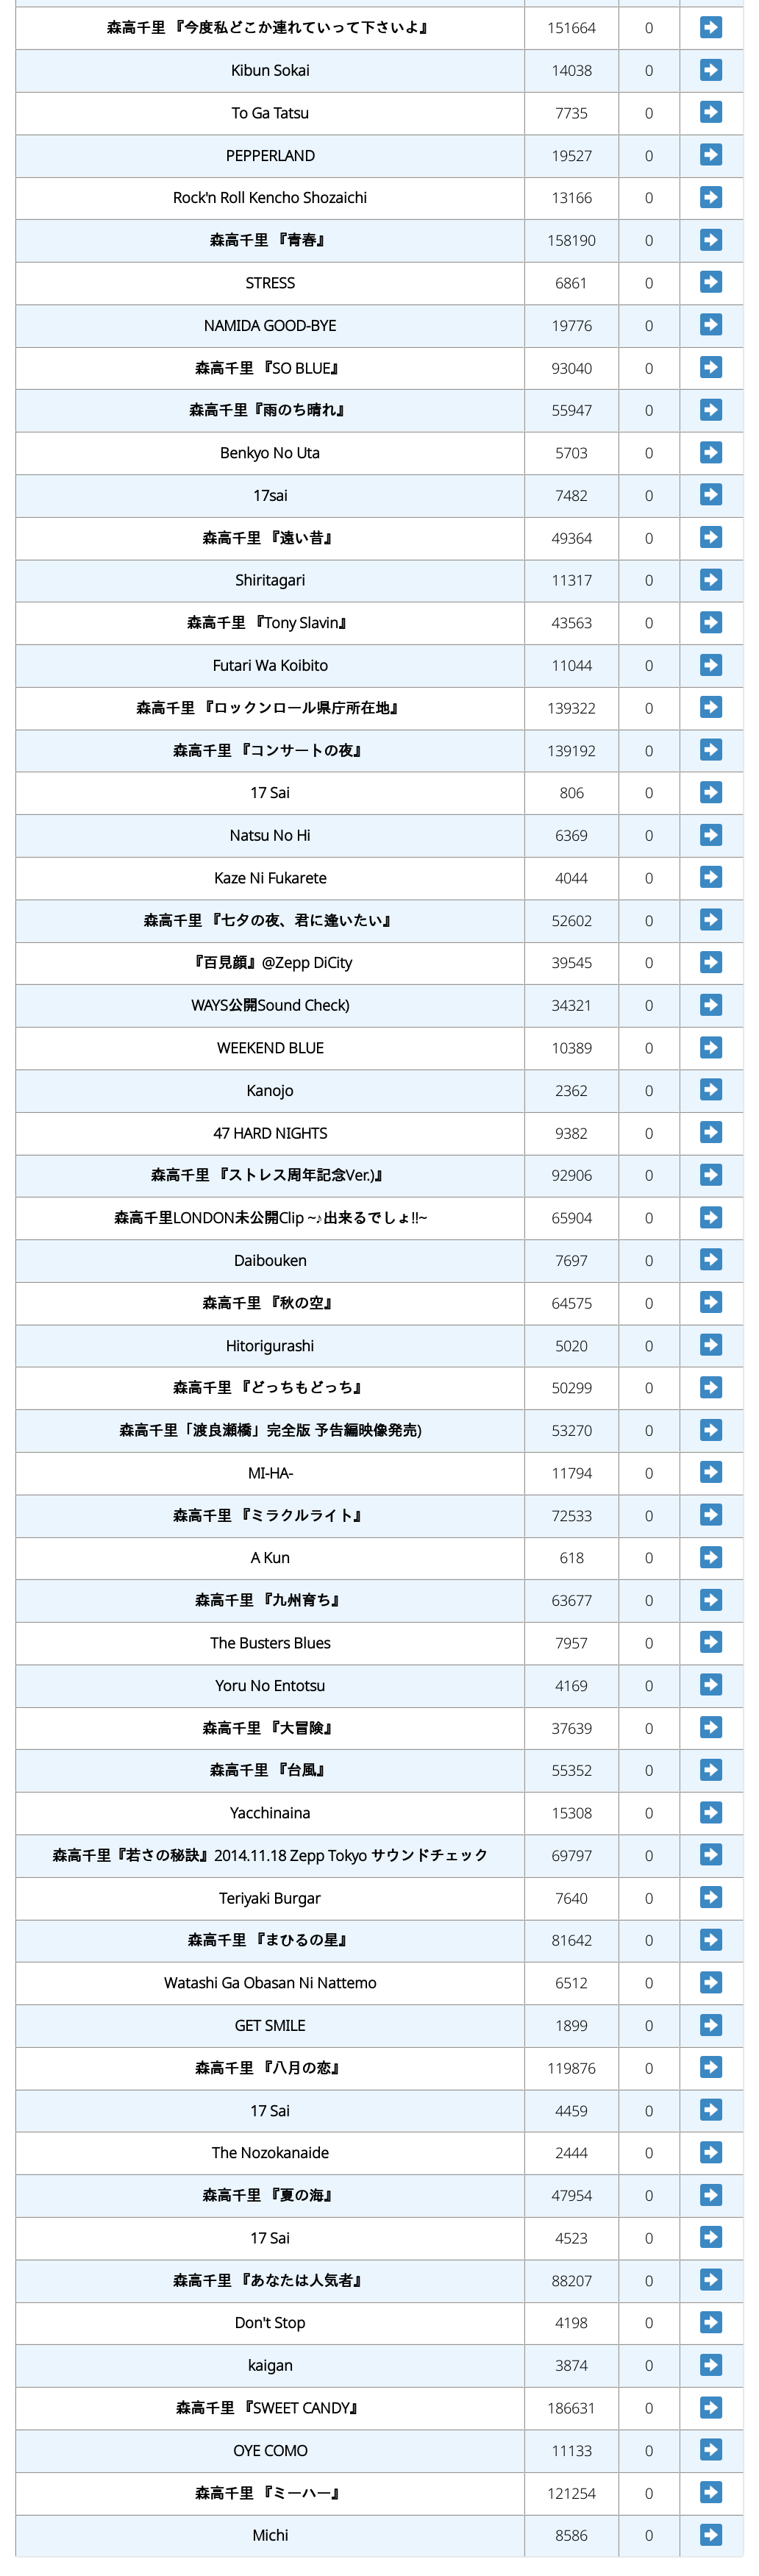 森高千里 『今度私どこか連れていって下さいよ』 151664 0
Kibun Sokai 14038 0
To Ga Tatsu 7735 0
PEPPERLAND 19527 0
Rock'n Roll Kencho Shozaichi 13166 0
森高千里 『青春』 158190 0
STRESS 6861 0
NAMIDA GOOD-BYE 19776 0
森高千里 『SO BLUE』 93040 0
森高千里『雨のち晴れ』 55947 0
Benkyo No Uta 5703 0
17sai 7482 0
森高千里 『遠い昔』 49364 0
Shiritagari 11317 0
森高千里 『Tony Slavin』 43563 0
Futari Wa Koibito 11044 0
森高千里 『ロックンロール県庁所在地』 139322 0
森高千里 『コンサートの夜』 139192 0
17 Sai 806 0
Natsu No Hi 6369 0
Kaze Ni Fukarete 4044 0
森高千里 『七夕の夜、君に逢いたい』 52602 0
『百見顔』@Zepp DiCity 39545 0
WAYS公開Sound Check) 34321 0
WEEKEND BLUE 10389 0
Kanojo 2362 0
47 HARD NIGHTS 9382 0
森高千里 『ストレス周年記念Ver.)』 92906 0
森高千里LONDON未公開Clip ~♪出来るでしょ!!~ 65904 0
Daibouken 7697 0
森高千里 『秋の空』 64575 0
Hitorigurashi 5020 0
森高千里 『どっちもどっち』 50299 0
森高千里「渡良瀬橋」完全版 予告編映像発売) 53270 0
MI-HA- 11794 0
森高千里 『ミラクルライト』 72533 0
A Kun 618 0
森高千里 『九州育ち』 63677 0
The Busters Blues 7957 0
Yoru No Entotsu 4169 0
森高千里 『大冒険』 37639 0
森高千里 『台風』 55352 0
Yacchinaina 15308 0
森高千里『若さの秘訣』2014.11.18 Zepp Tokyo サウンドチェック 69797 0
Teriyaki Burgar 7640 0
森高千里 『まひるの星』 81642 0
Watashi Ga Obasan Ni Nattemo 6512 0
GET SMILE 1899 0
森高千里 『八月の恋』 119876 0
17 Sai 4459 0
The Nozokanaide 2444 0
森高千里 『夏の海』 47954 0
17 Sai 4523 0
森高千里 『あなたは人気者』 88207 0
Don't Stop 4198 0
kaigan 3874 0
森高千里 『SWEET CANDY』 186631 0
OYE COMO 11133 0
森高千里 『ミーハー』 121254 0
Michi 8586 0